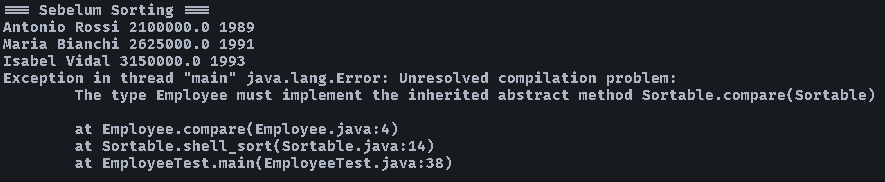 === Sebelum Sorting ===
Antonio Rossi 2100000.0 1989
Maria Bianchi 2625000.0 1991
Isabel Vidal 3150000.0 1993
Exception in thread "main" java.lang.Error: Unresolved compilation problem:
        The type Employee must implement the inherited abstract method Sortable.compare(Sortable)
        at Employee.compare(Employee.java:4)
        at Sortable.shell_sort(Sortable.java:14)
        at EmployeeTest.main(EmployeeTest.java:38)